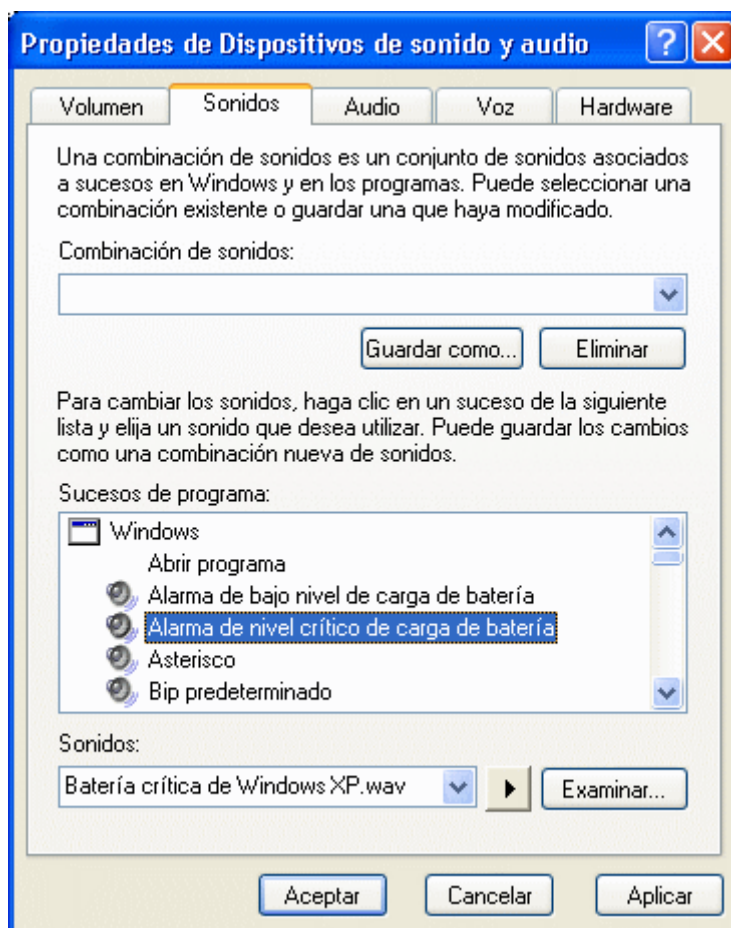 Propiedades de Dispositivos de sonido y audio
Volumen
Sonidos
Audio
Voz
Hardware
Una combinación de sonidos es un conjunto de sonidos asociados
a sucesos en Windows y en los programas. Puede seleccionar una
combinación existente o guardar una que haya modificado.
Combinación de sonidos:
Guardar como...
Eliminar
Para cambiar los sonidos, haga clic en un suceso de la siguiente
lista y elija un sonido que desea utilizar. Puede guardar los cambios
como una combinación nueva de sonidos.
Sucesos de programa:
Windows
Abrir programa
Alarma de bajo nivel de carga de batería
Alarma de nivel crítico de carga de batería
Asterisco
Bip predeterminado
Sonidos:
Batería crítica de Windows XP.wav
Examinar...
Aceptar
Cancelar
Aplicar